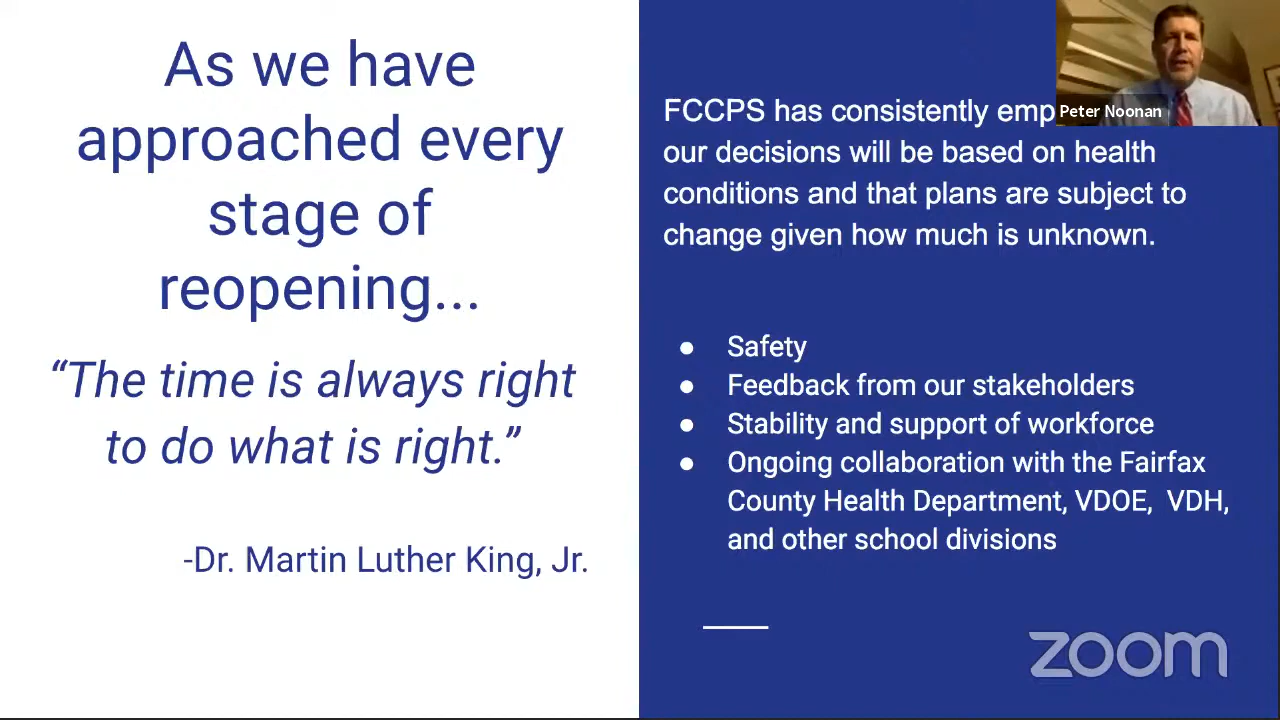 As we have
approached every
stage of
reopening...
“The time is always right
to do what is right.”
-Dr. Martin Luther King, Jr.
FCCPS has consistently emp
our decisions will be based on health
conditions and that plans are subject to
change given how much is unknown.
● Safety
● Feedback from our stakeholders
● Stability and support of workforce
● Ongoing collaboration with the Fairfax
County Health Department, VDOE, VDH,
and other school divisions
Peter Noonan
zoom